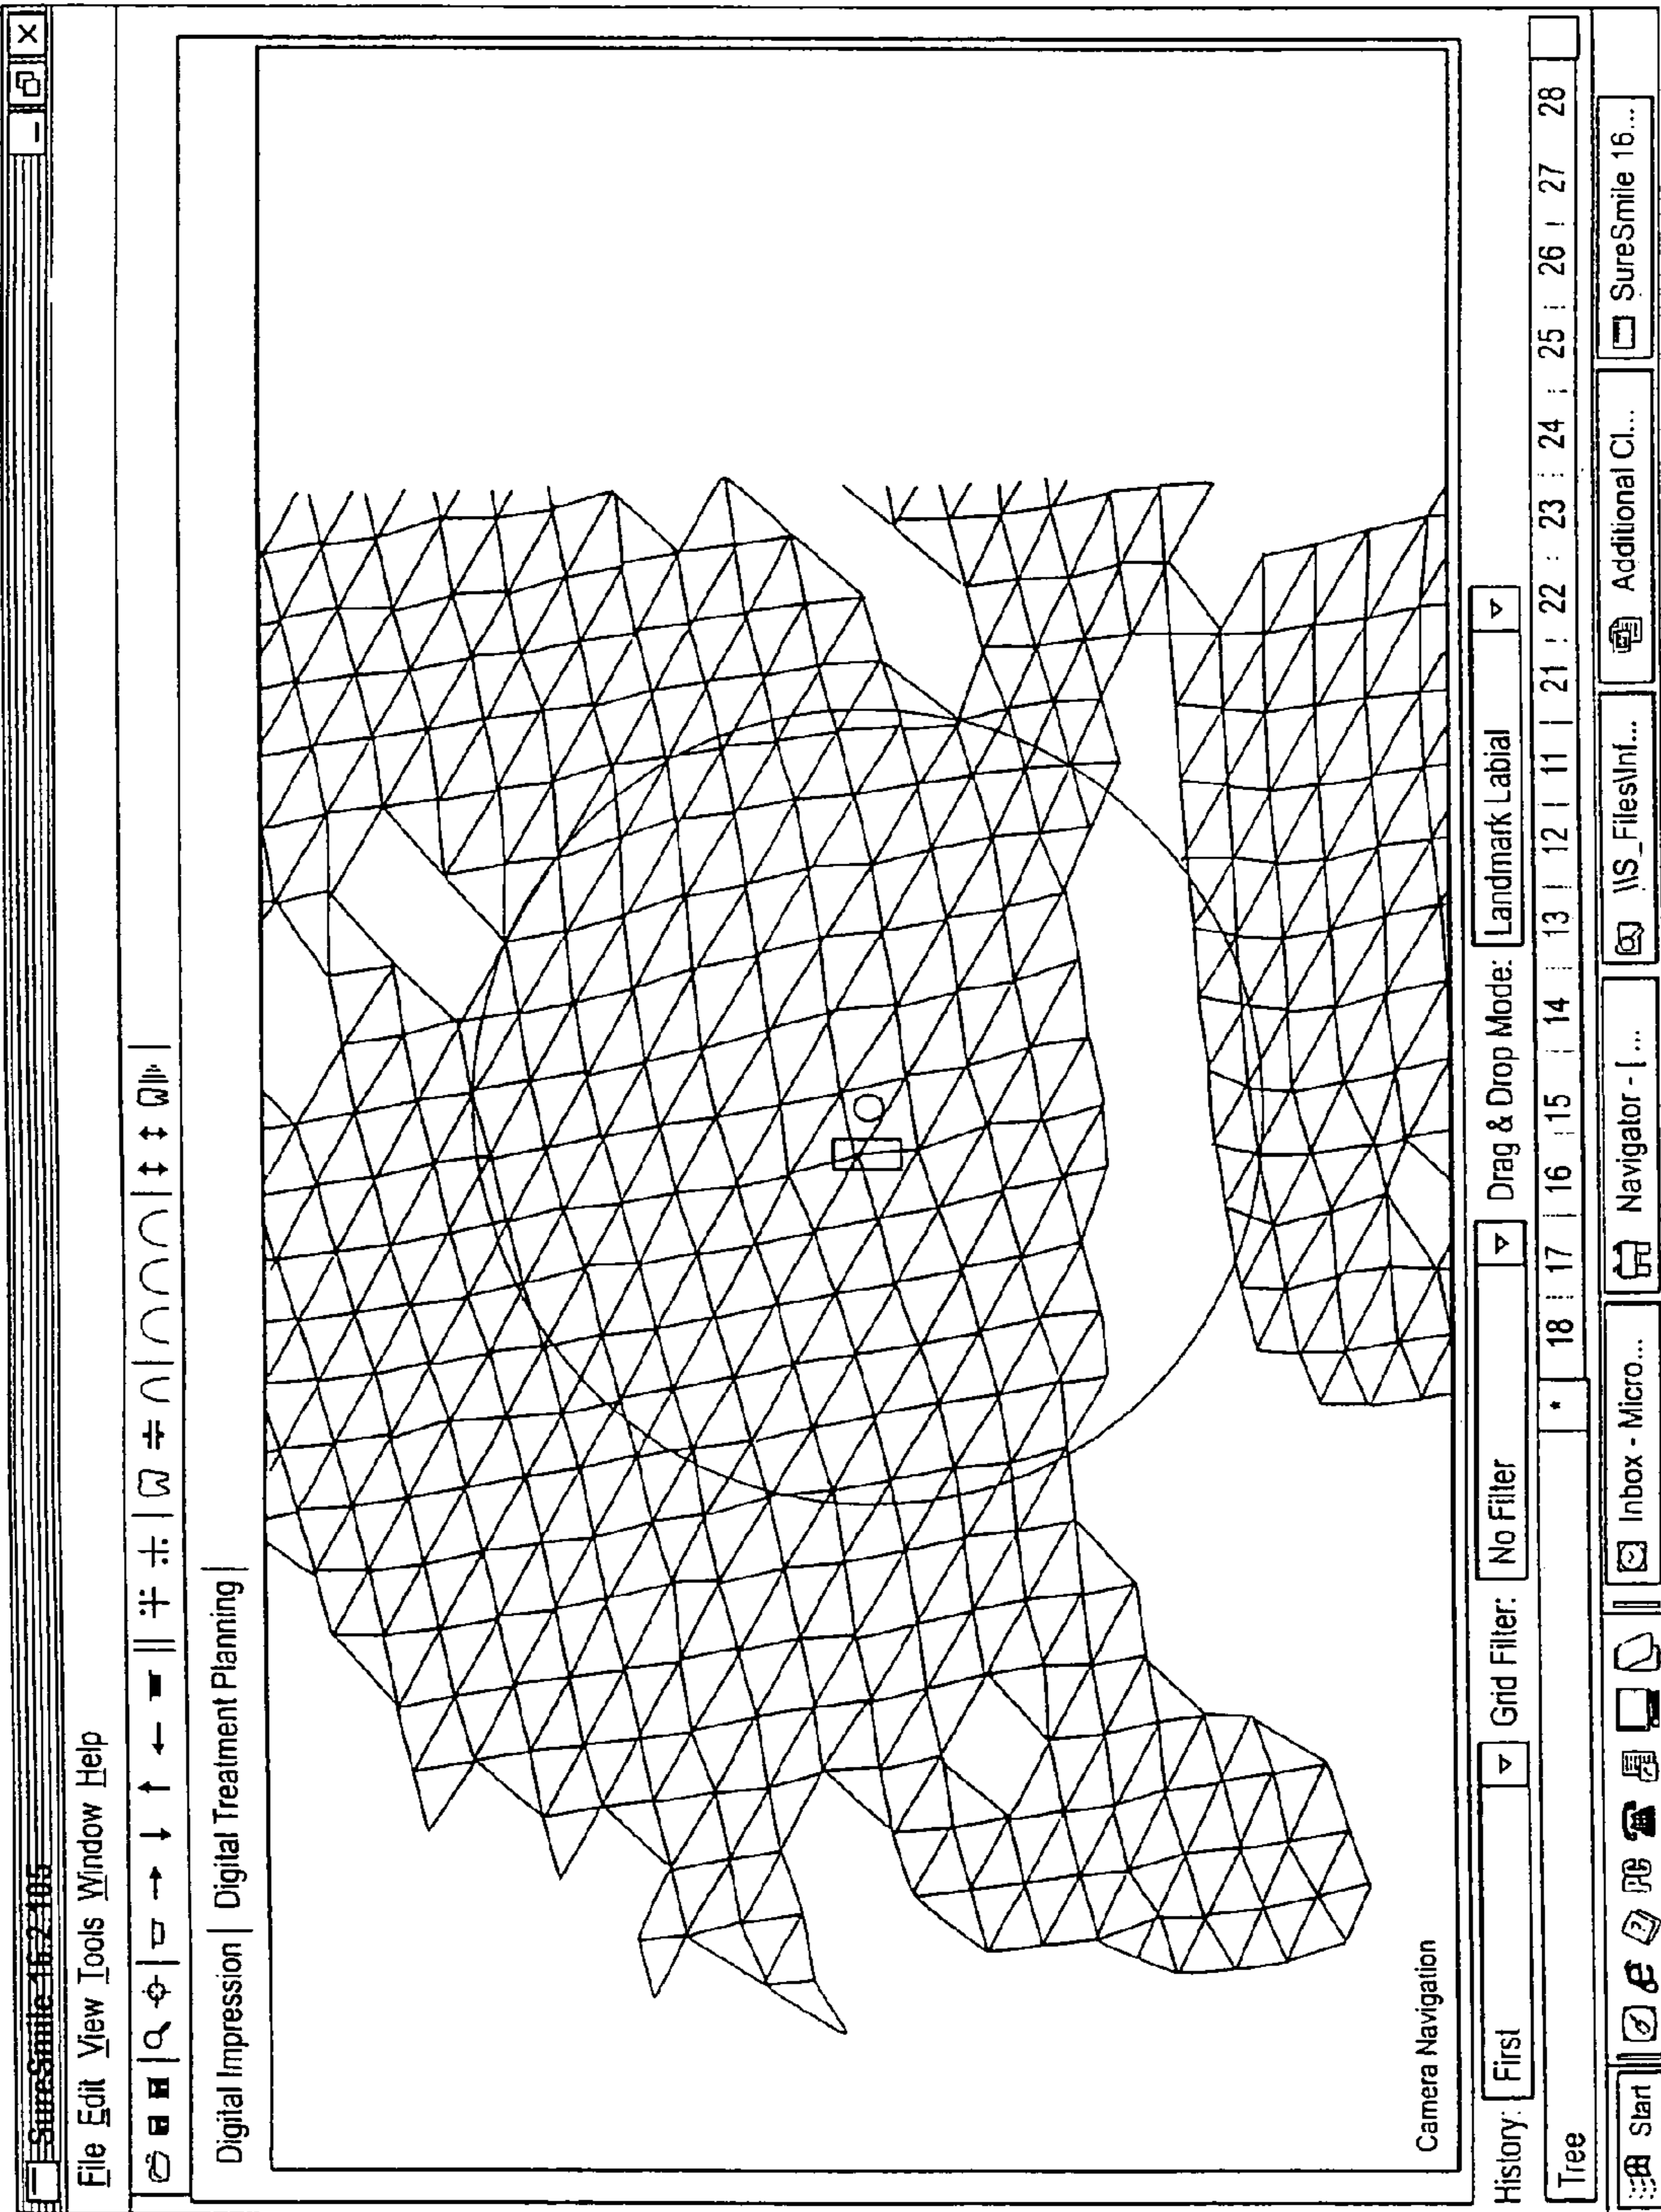 SureSmile 16.2.105
File Edit View Tools Window Help
Digital Impression | Digital Treatment Planning |
Camera Navigation
History: First Grid Filter: No Filter Drag & Drop Mode: Landmark Labial
* 18 17 16 15 14 13 12 11 21 22 23 24 25 26 27 28
Tree
Start PC Inbox - Micro... Navigator - [ ... \\S_Files\Inf... Additional Cl... SureSmile 16...